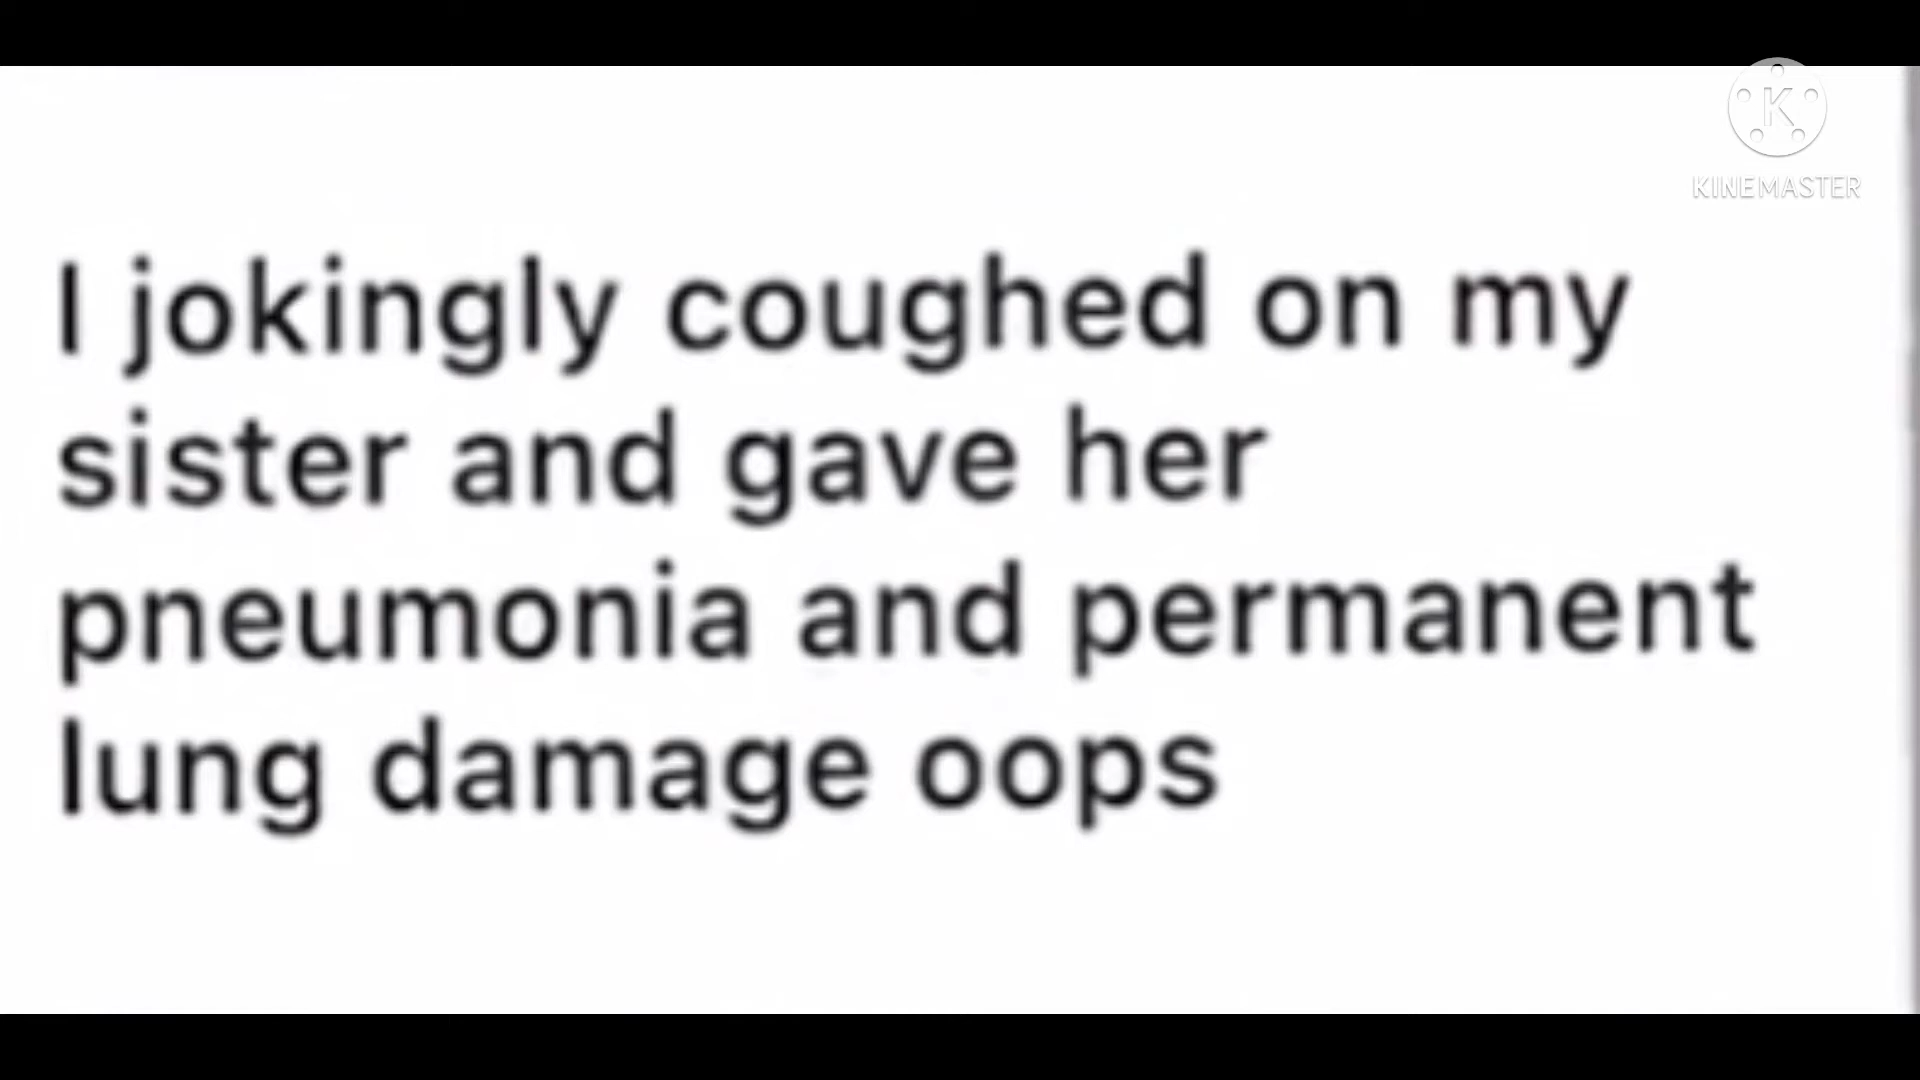 KINEMASTER
I jokingly coughed on my
sister and gave her
pneumonia and permanent
lung damage oops